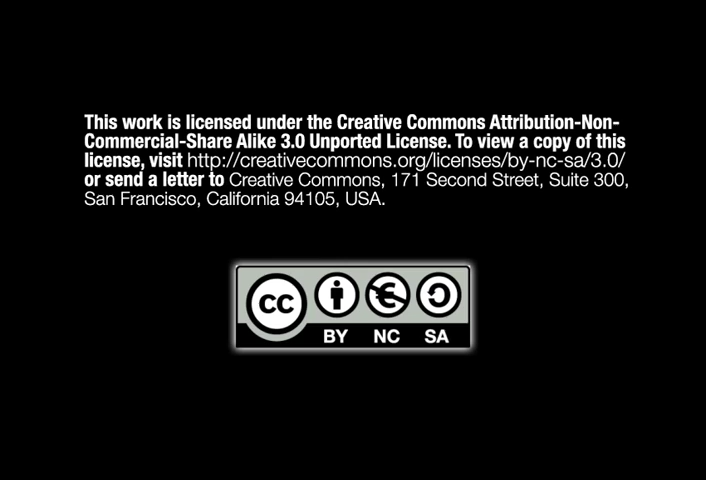 This work is licensed under the Creative Commons Attribution-Non-
Commercial-Share Alike 3.0 Unported License. To view a copy of this
license, visit http://creativecommons.org/licenses/by-nc-sa/3.0/
or send a letter to Creative Commons, 171 Second Street, Suite 300,
San Francisco, California 94105, USA.
cc
BY NC SA